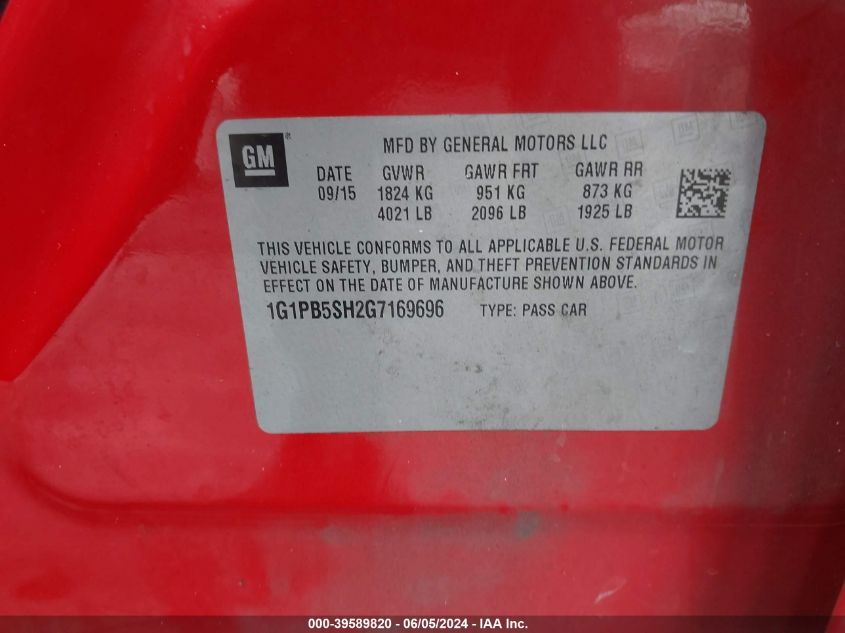 GM
MFD BY GENERAL MOTORS LLC
DATE GVWR GAWR FRT GAWR RR
09/15 1824 KG 951 KG 873 KG
4021 LB 2096 LB 1925 LB
THIS VEHICLE CONFORMS TO ALL APPLICABLE U.S. FEDERAL MOTOR
VEHICLE SAFETY, BUMPER, AND THEFT PREVENTION STANDARDS IN
EFFECT ON THE DATE OF MANUFACTURE SHOWN ABOVE.
1G1PB5SH2G7169696 TYPE: PASS CAR
000-39589820 - 06/05/2024 - IAA Inc.